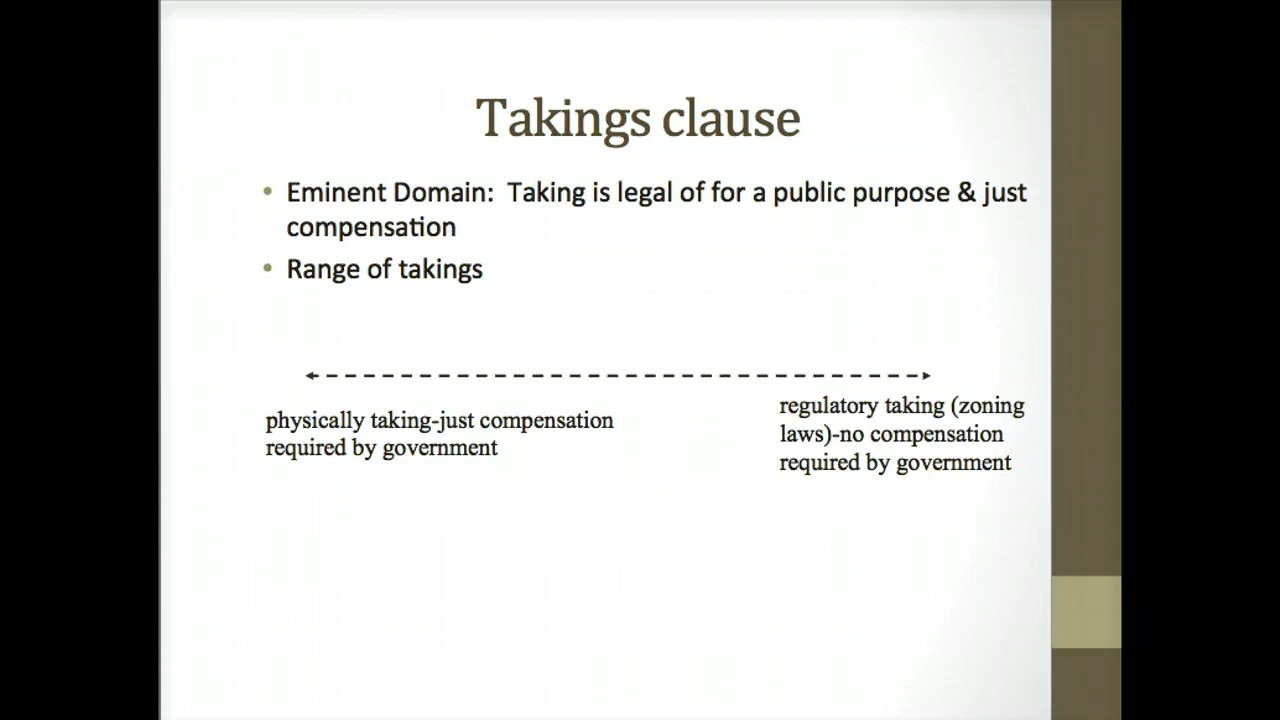 Takings clause
• Eminent Domain:  Taking is legal of for a public purpose & just
compensation
• Range of takings
physically taking-just compensation
required by government
regulatory taking (zoning
laws)-no compensation
required by government